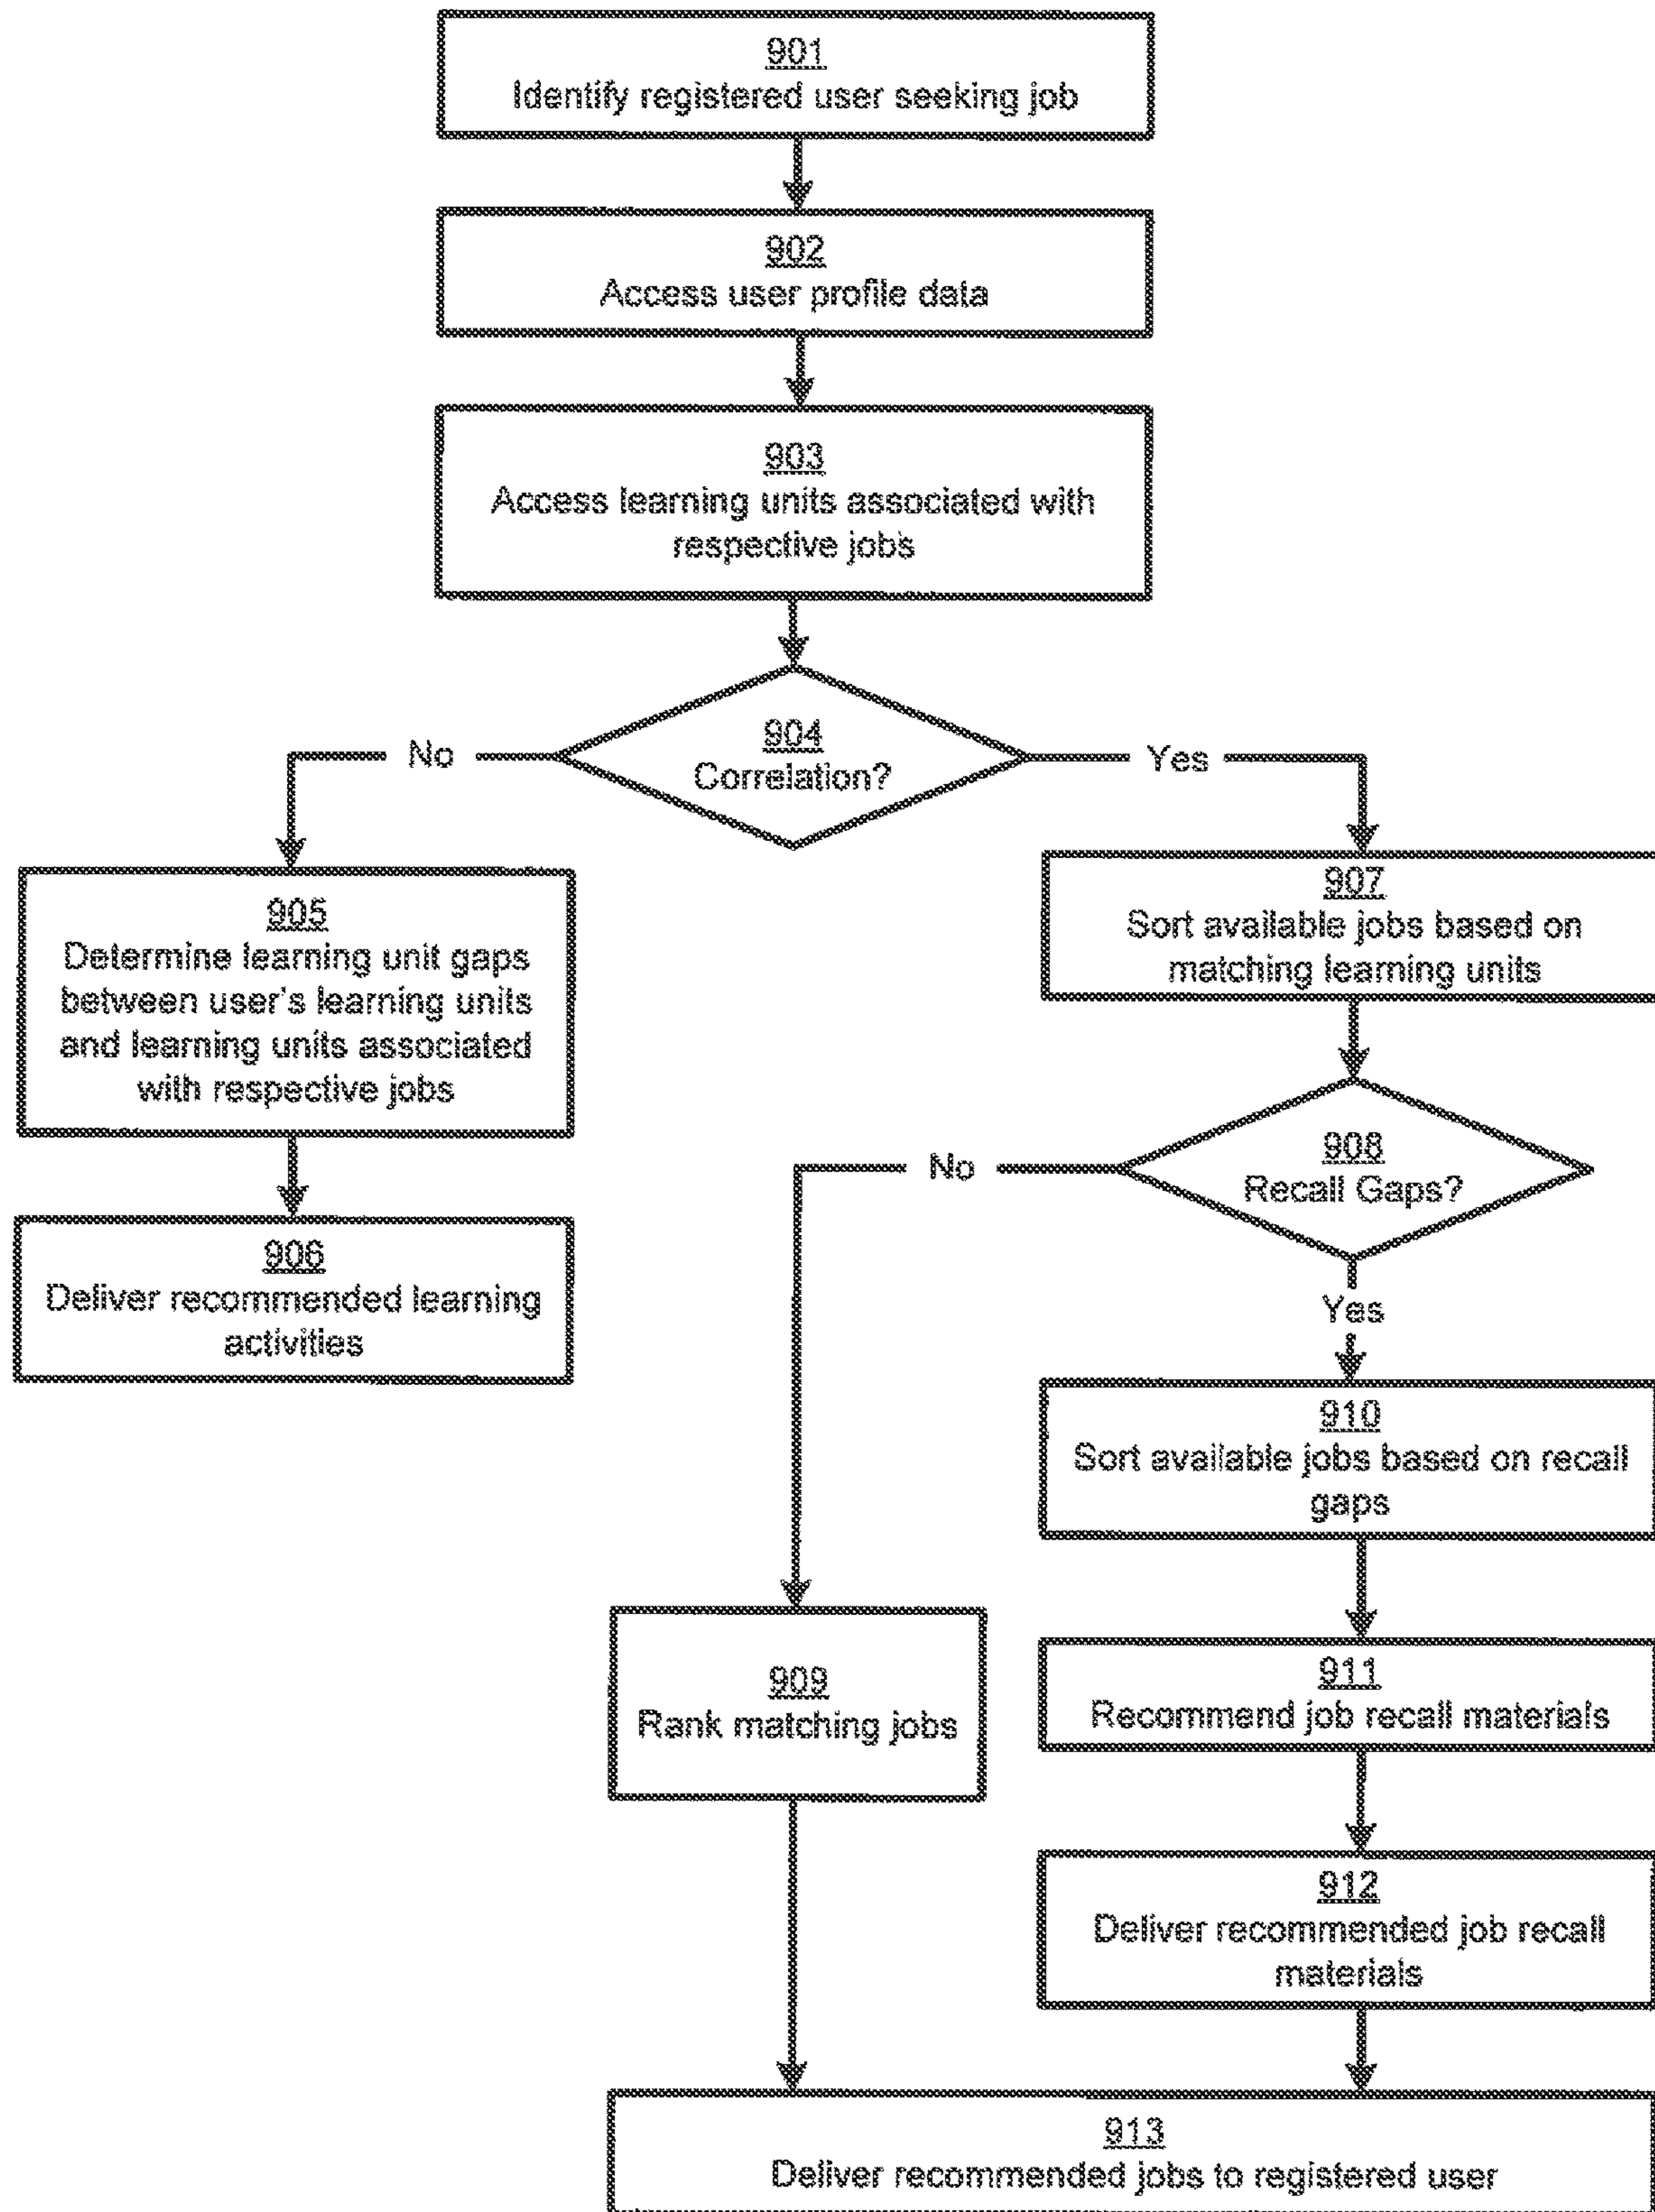 901
Identify registered user seeking job
902
Access user profile data
903
Access learning units associated with
respective jobs
904
Correlation?
No
Yes
905
Determine learning unit gaps
between user's learning units
and learning units associated
with respective jobs
906
Deliver recommended learning
activities
907
Sort available jobs based on
matching learning units
908
Recall Gaps?
No
Yes
909
Rank matching jobs
910
Sort available jobs based on recall
gaps
911
Recommend job recall materials
912
Deliver recommended job recall
materials
913
Deliver recommended jobs to registered user